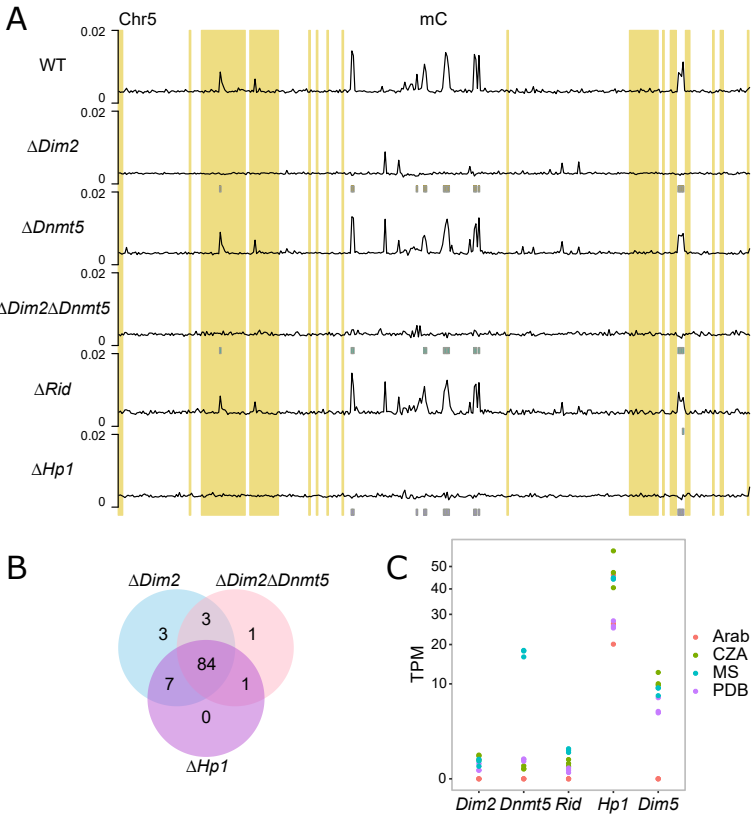 A
Chr5
mC
WT
0.02
0
ΔDim2
0.02
0
ΔDnmt5
0.02
0
ΔDim2ΔDnmt5
0.02
0
ΔRid
0.02
0
ΔHp1
0.02
0
B
ΔDim2
ΔDim2ΔDnmt5
3
3
1
84
7
1
0
ΔHp1
C
TPM
50
40
30
20
10
0
Dim2 Dnmt5 Rid Hp1 Dim5
Arab
CZA
MS
PDB